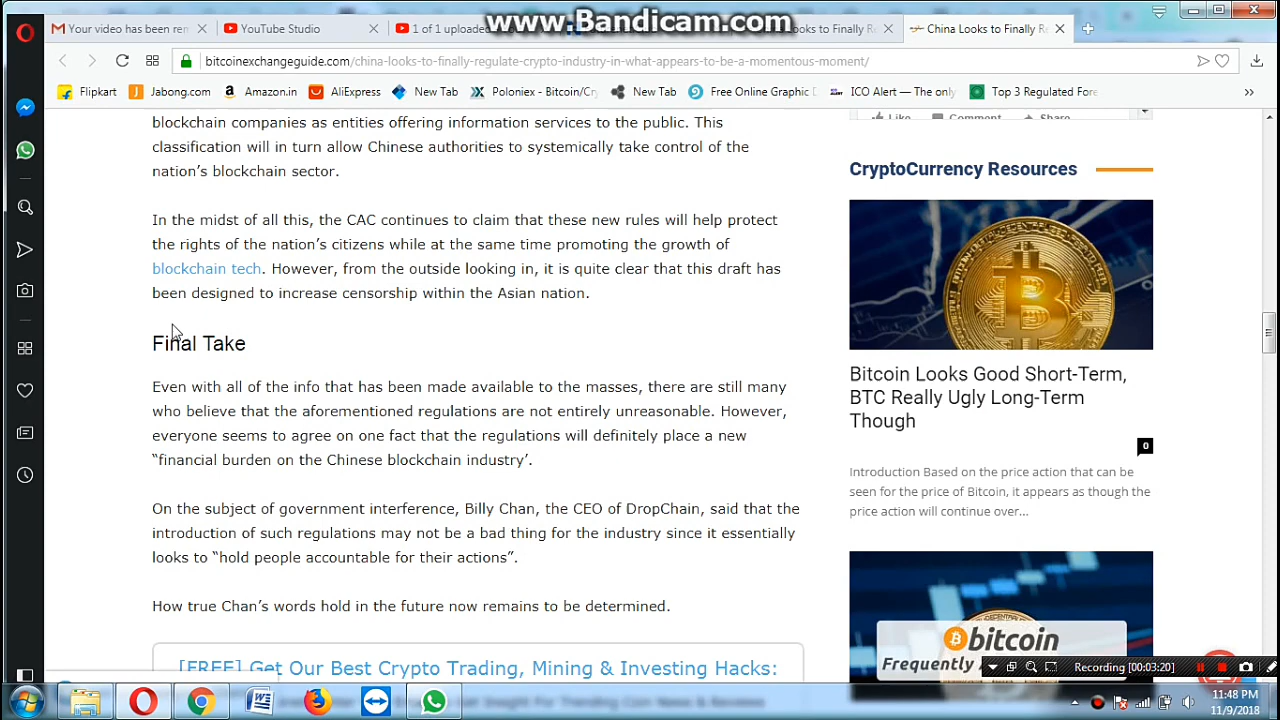 www.Bandicam.com
Your video has been rem
YouTube Studio
1 of 1 uploaded
ooks to Finally Re
China Looks to Finally R
bitcoinexchangeguide.com/china-looks-to-finally-regulate-crypto-industry-in-what-appears-to-be-a-momentous-moment/
Flipkart
Jabong.com
Amazon.in
AliExpress
New Tab
Poloniex - Bitcoin/Cry
New Tab
Free Online Graphic D
ICO Alert — The only
Top 3 Regulated Fore
blockchain companies as entities offering information services to the public. This
classification will in turn allow Chinese authorities to systemically take control of the
nation's blockchain sector.
In the midst of all this, the CAC continues to claim that these new rules will help protect
the rights of the nation's citizens while at the same time promoting the growth of
blockchain tech. However, from the outside looking in, it is quite clear that this draft has
been designed to increase censorship within the Asian nation.
Final Take
Even with all of the info that has been made available to the masses, there are still many
who believe that the aforementioned regulations are not entirely unreasonable. However,
everyone seems to agree on one fact that the regulations will definitely place a new
“financial burden on the Chinese blockchain industry’.
On the subject of government interference, Billy Chan, the CEO of DropChain, said that the
introduction of such regulations may not be a bad thing for the industry since it essentially
looks to “hold people accountable for their actions”.
How true Chan’s words hold in the future now remains to be determined.
[FREE] Get Our Best Crypto Trading, Mining & Investing Hacks:
Like Comment Share
CryptoCurrency Resources
Bitcoin Looks Good Short-Term,
BTC Really Ugly Long-Term
Though
0
Introduction Based on the price action that can be
seen for the price of Bitcoin, it appears as though the
price action will continue over...
bitcoin
Frequently
Recording [00:03:20]
11:48 PM
11/9/2018